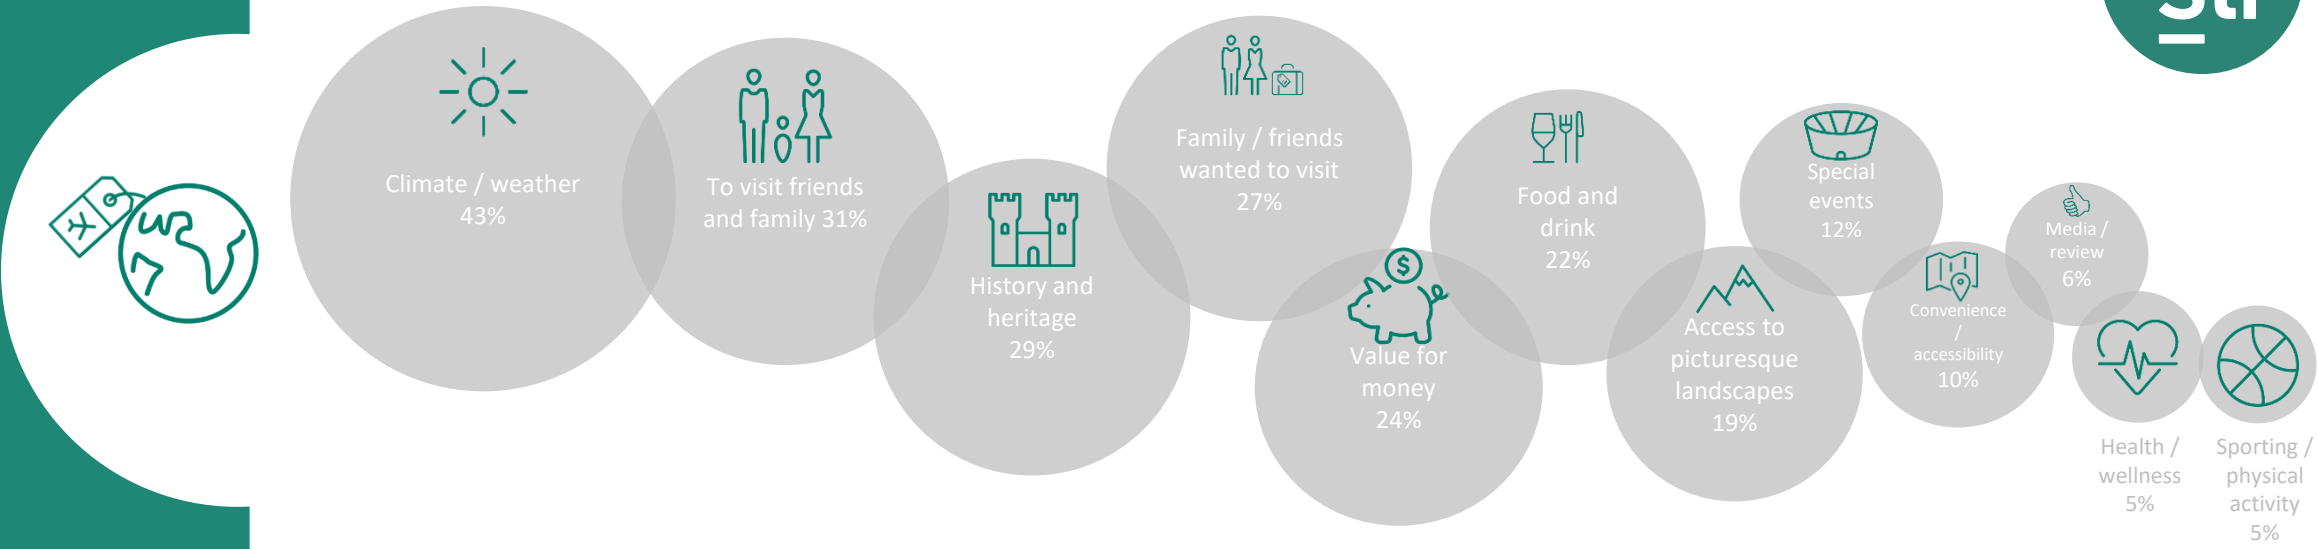 Climate / weather
43%
To visit friends
and family 31%
History and
heritage
29%
Family / friends
wanted to visit
27%
Value for
money
24%
Food and
drink
22%
Access to
picturesque
landscapes
19%
Special
events
12%
Convenience
/
accessibility
10%
Media /
review
6%
Health /
wellness
5%
Sporting /
physical
activity
5%